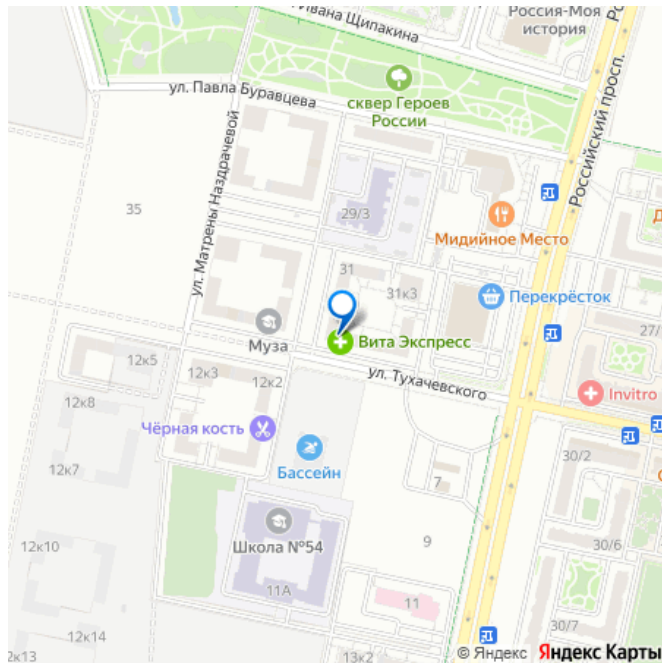 Ивана Щипакина
Россия-Моя
история
ул. Павла Буравцева
сквер Героев
России
Российский просп.
ул. Матрены Наздрачевой
35
29/3
Мидийное Место
31
31к3
Перекрёсток
27/
Муза
Вита Экспресс
ул. Тухачевского
12к5
12к3
12к2
12к8
Invitro
Чёрная кость
Бассейн
30/2
12к7
7
Школа №54
9
12к10
30/6
11А
11
12к14
30/7
12к13
13к2
© Яндекс Яндекс Карты